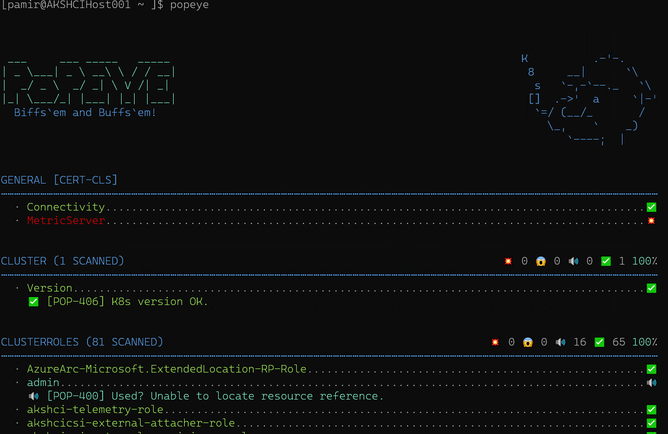 [pamir@AKSHCIHost001 ~ ]$ popeye
K
8
s
[]
Biffs`em and Buffs`em!
GENERAL [CERT-CLS]
· Connectivity...................................................................................✅
· MetricServer...................................................................................💥
CLUSTER (1 SCANNED) 💥 0 😱 0 🔊 0 ✅ 1 100%
· Version........................................................................................✅
✅ [POP-406] K8s version OK.
CLUSTERROLES (81 SCANNED) 💥 0 😱 0 🔊 16 ✅ 65 100%
· AzureArc-Microsoft.ExtendedLocation-RP-Role....................................................✅
· admin..........................................................................................🔊
🔊 [POP-400] Used? Unable to locate resource reference.
· akshci-telemetry-role..........................................................................✅
· akshcicsi-external-attacher-role...............................................................✅